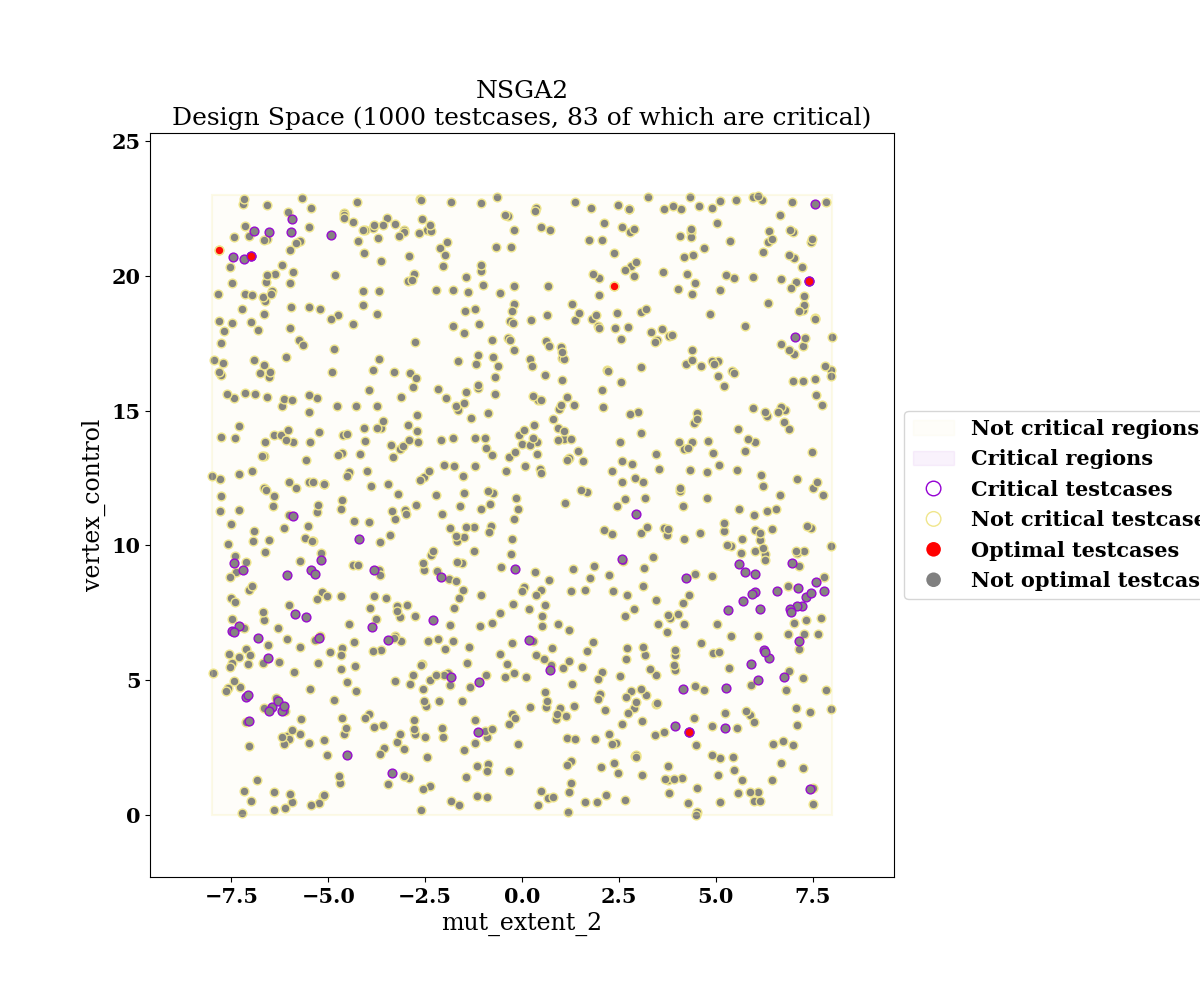 NSGA2
Design Space (1000 testcases, 83 of which are critical)
25
20
15
10
5
0
vertex_control
−7.5
−5.0
−2.5
0.0
2.5
5.0
7.5
mut_extent_2
Not critical regions
Critical regions
Critical testcases
Not critical testcase
Optimal testcases
Not optimal testcas